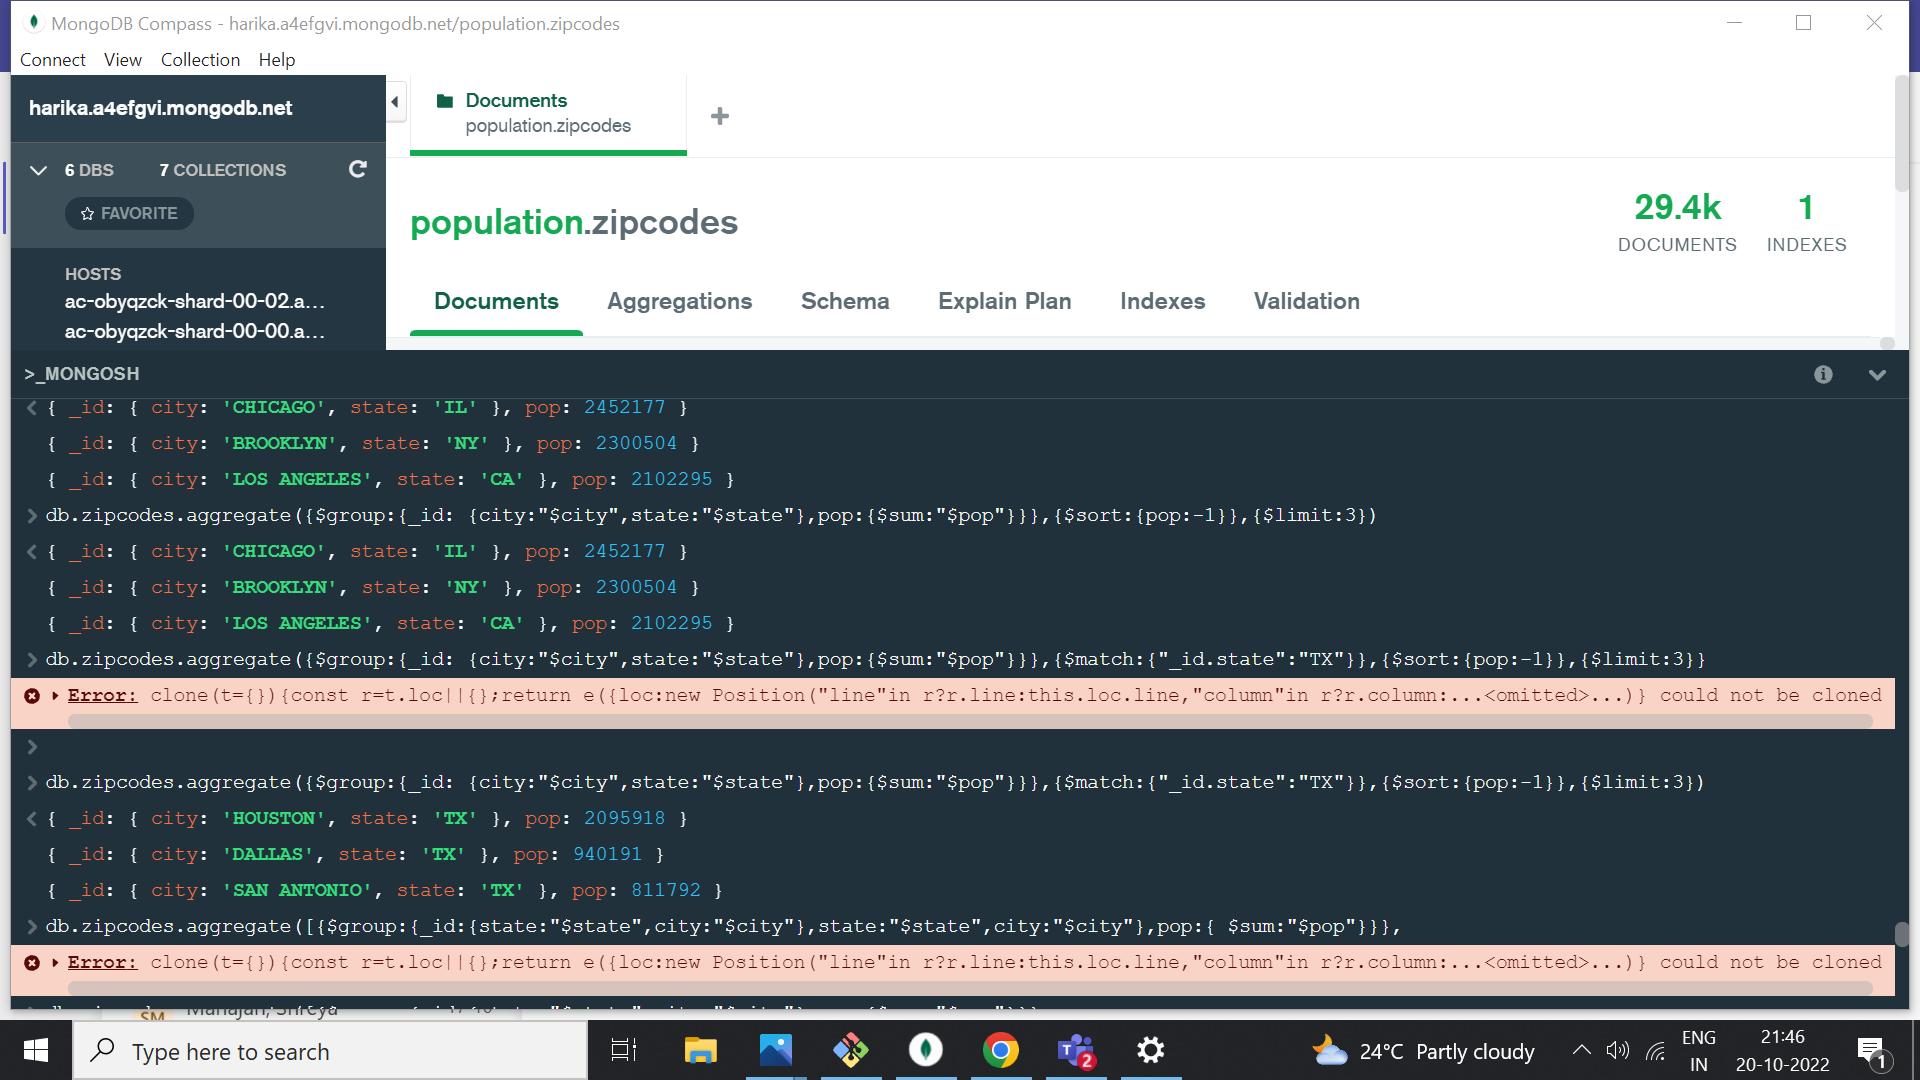 MongoDB Compass - harika.a4efgvi.mongodb.net/population.zipcodes
Connect View Collection Help
harika.a4efgvi.mongodb.net
Documents
population.zipcodes
6 DBS 7 COLLECTIONS
FAVORITE
population.zipcodes
29.4k
DOCUMENTS
1
INDEXES
HOSTS
ac-obyqzck-shard-00-02.a...
ac-obyqzck-shard-00-00.a...
Documents Aggregations Schema Explain Plan Indexes Validation
>_MONGOSH
{ _id: { city: 'CHICAGO', state: 'IL' }, pop: 2452177 }
{ _id: { city: 'BROOKLYN', state: 'NY' }, pop: 2300504 }
{ _id: { city: 'LOS ANGELES', state: 'CA' }, pop: 2102295 }
db.zipcodes.aggregate({$group:{_id: {city:"$city",state:"$state"},pop:{$sum:"$pop"}}},{$sort:{pop:-1}},{$limit:3})
{ _id: { city: 'CHICAGO', state: 'IL' }, pop: 2452177 }
{ _id: { city: 'BROOKLYN', state: 'NY' }, pop: 2300504 }
{ _id: { city: 'LOS ANGELES', state: 'CA' }, pop: 2102295 }
db.zipcodes.aggregate({$group:{_id: {city:"$city",state:"$state"},pop:{$sum:"$pop"}}},{$match:{"_id.state":"TX"}},{$sort:{pop:-1}},{$limit:3}}
Error: clone(t={}){const r=t.loc||{};return e({loc:new Position("line"in r?r.line:this.loc.line,"column"in r?r.column:...<omitted>...)} could not be cloned
db.zipcodes.aggregate({$group:{_id: {city:"$city",state:"$state"},pop:{$sum:"$pop"}}},{$match:{"_id.state":"TX"}},{$sort:{pop:-1}},{$limit:3})
{ _id: { city: 'HOUSTON', state: 'TX' }, pop: 2095918 }
{ _id: { city: 'DALLAS', state: 'TX' }, pop: 940191 }
{ _id: { city: 'SAN ANTONIO', state: 'TX' }, pop: 811792 }
db.zipcodes.aggregate([{$group:{_id:{state:"$state",city:"$city"},state:"$state",city:"$city"},pop:{ $sum:"$pop"}}},
Error: clone(t={}){const r=t.loc||{};return e({loc:new Position("line"in r?r.line:this.loc.line,"column"in r?r.column:...<omitted>...)} could not be cloned
SM Mahajan, Shreya
Type here to search
2
24°C Partly cloudy
ENG
IN
21:46
20-10-2022
1